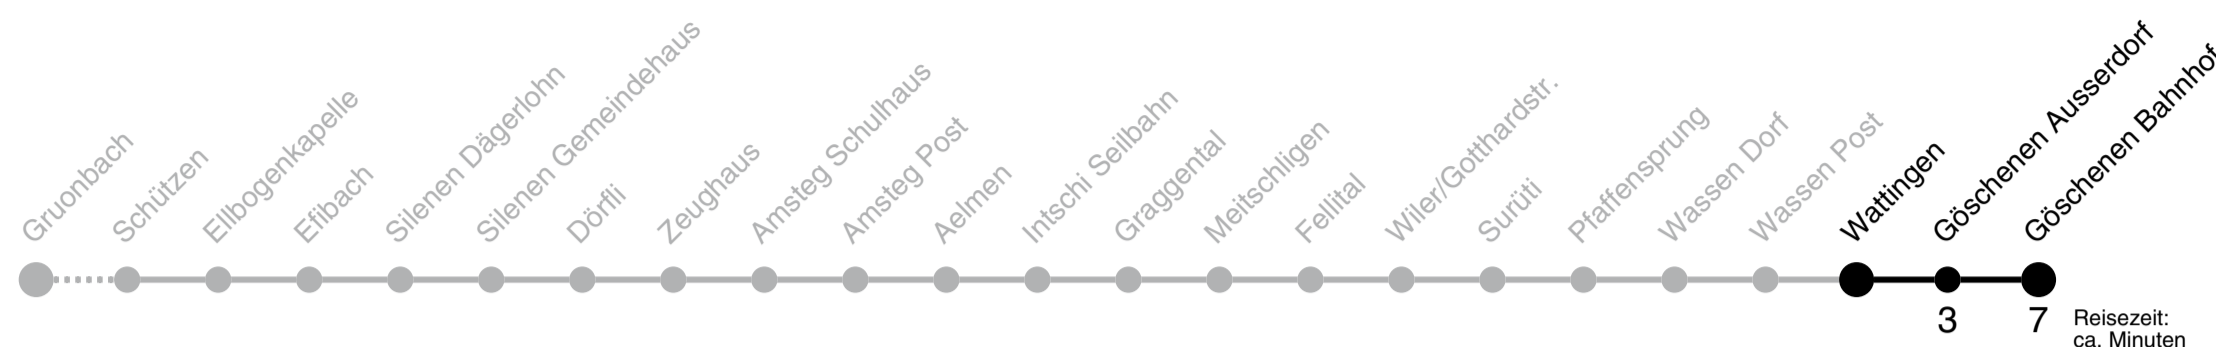 Gruonbach
Schützen
Ellbogenkapelle
Efibach
Silenen Dägerlohn
Silenen Gemeindehaus
Dörfli
Zeughaus
Amsteg Schulhaus
Amsteg Post
Aelmen
Intschi Seilbahn
Graggental
Meitschligen
Fellital
Wiler/Gotthardstr.
Surüti
Pfaffensprung
Wassen Dorf
Wassen Post
Wattingen
Göschenen Ausserdorf
Göschenen Bahnhof
3
7
Reisezeit:
ca. Minuten